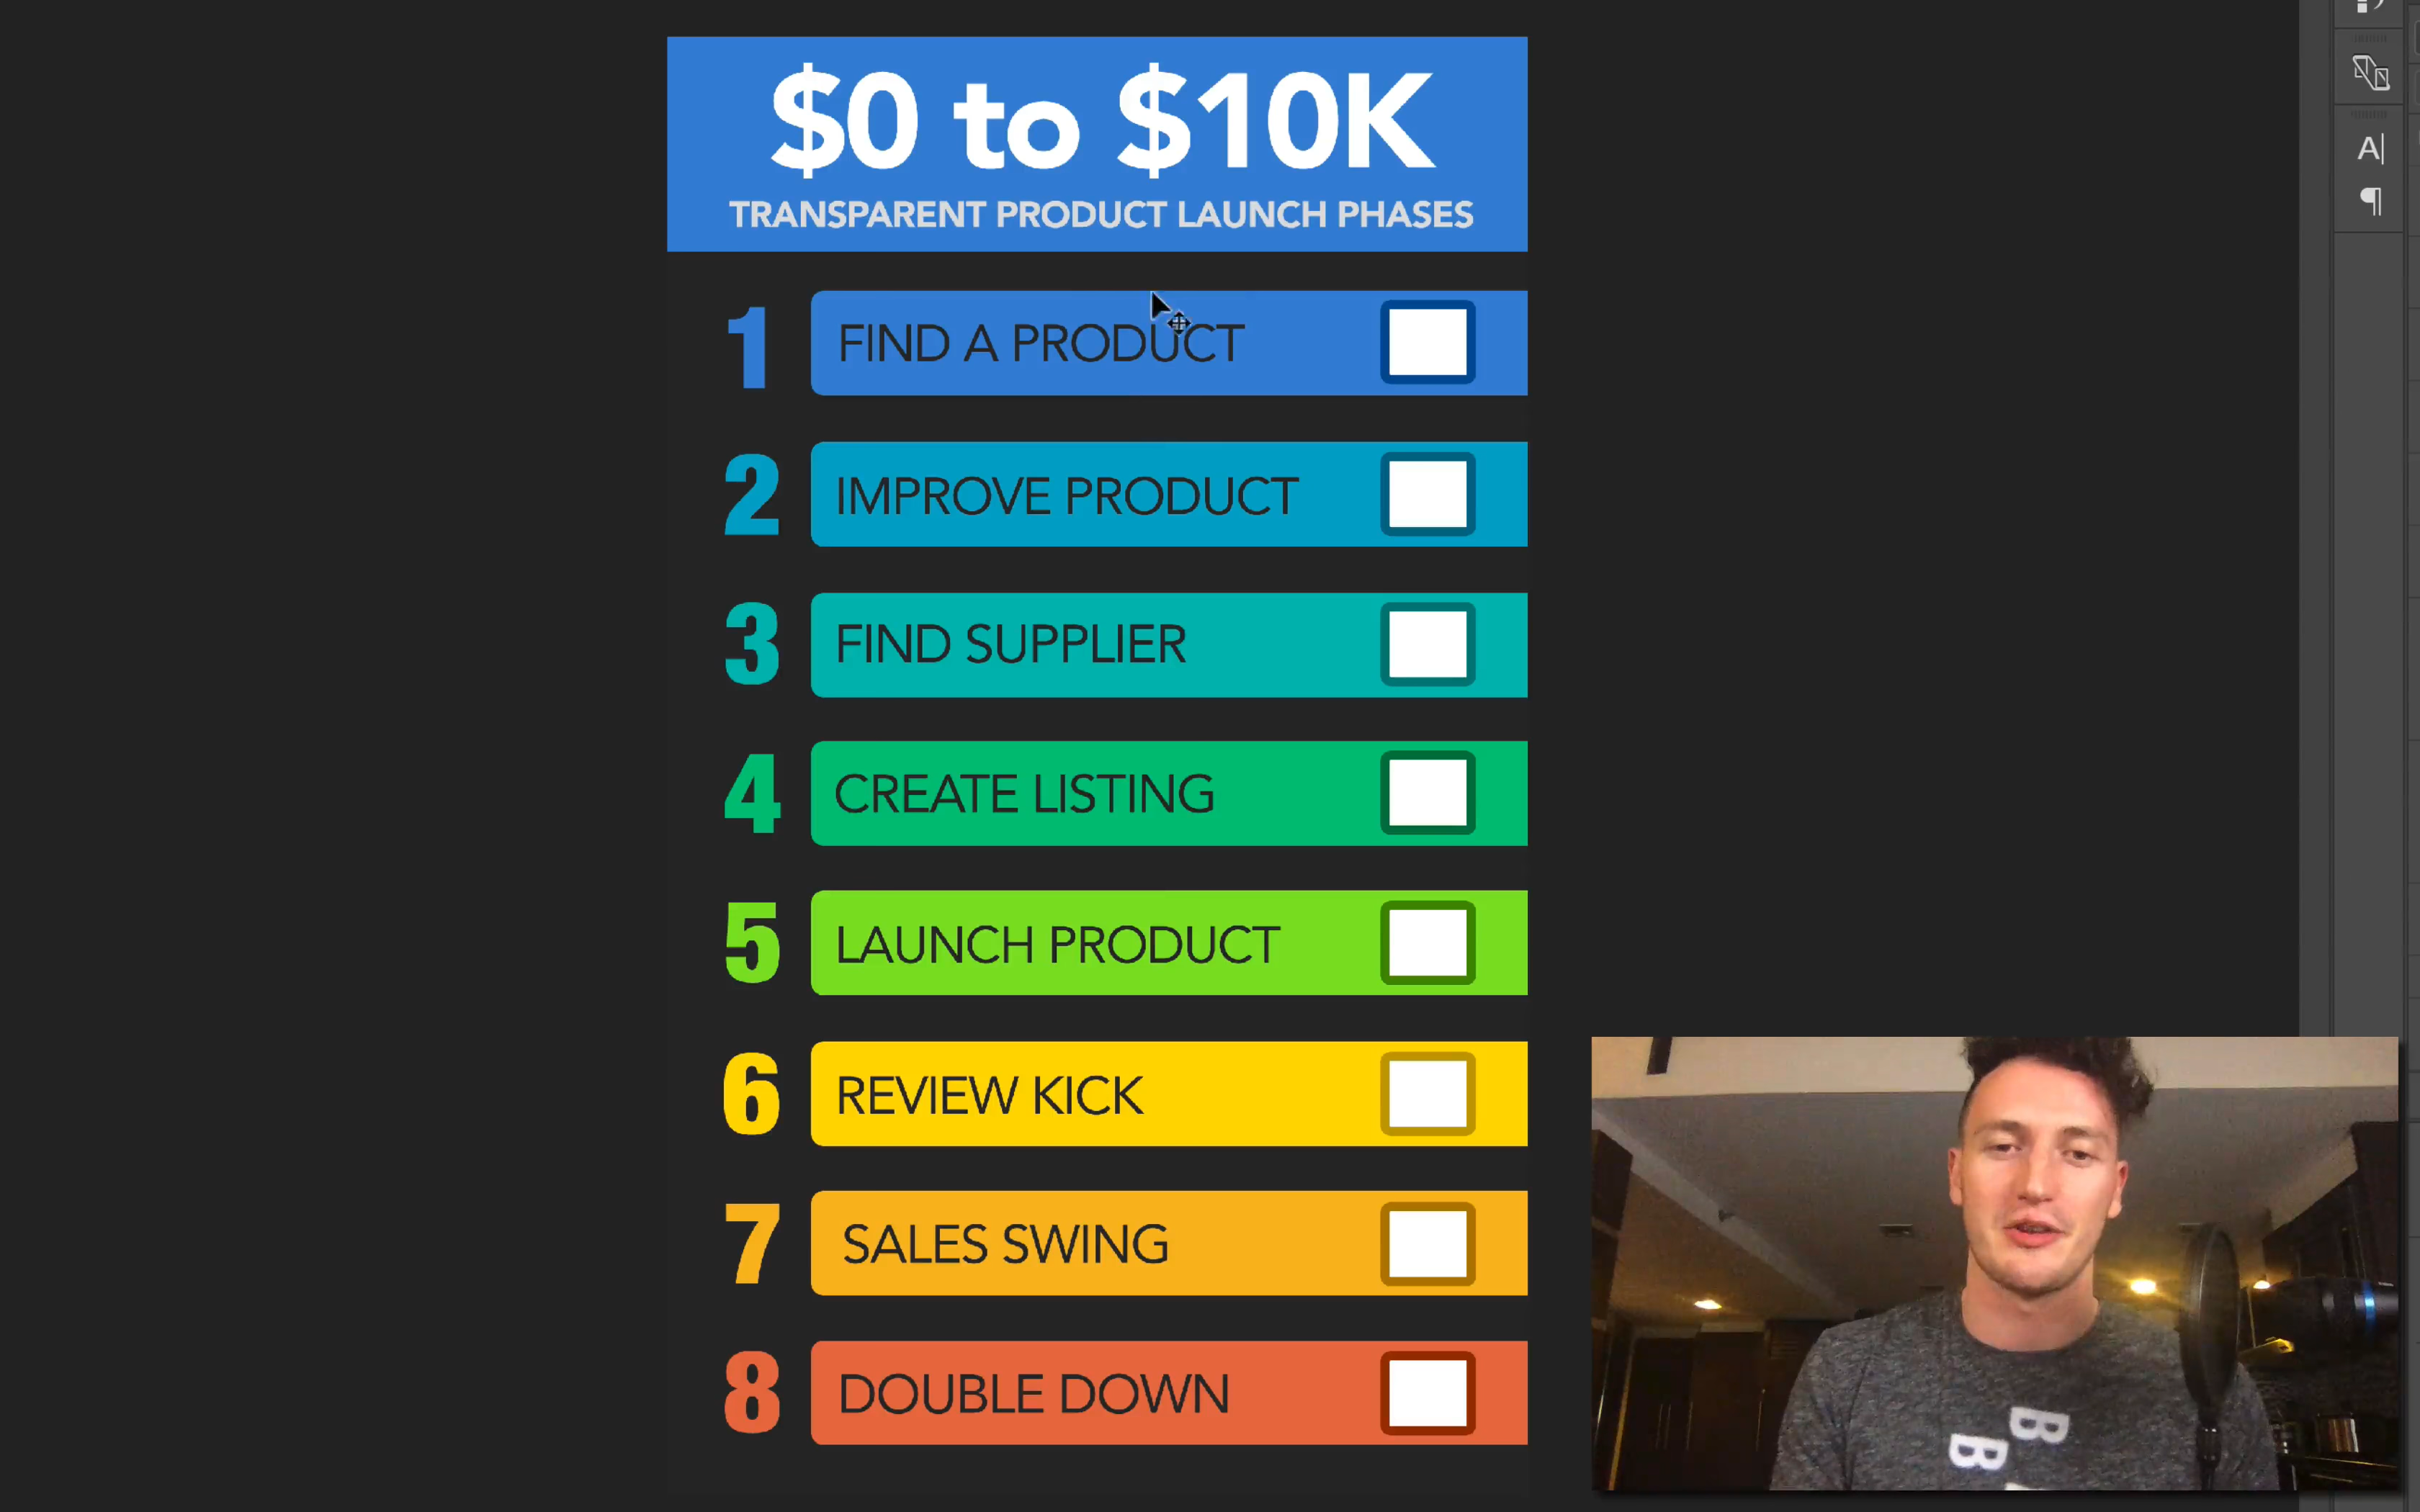 $0 to $10K
TRANSPARENT PRODUCT LAUNCH PHASES
1 FIND A PRODUCT
2 IMPROVE PRODUCT
3 FIND SUPPLIER
4 CREATE LISTING
5 LAUNCH PRODUCT
6 REVIEW KICK
7 SALES SWING
8 DOUBLE DOWN
A
¶
B
B